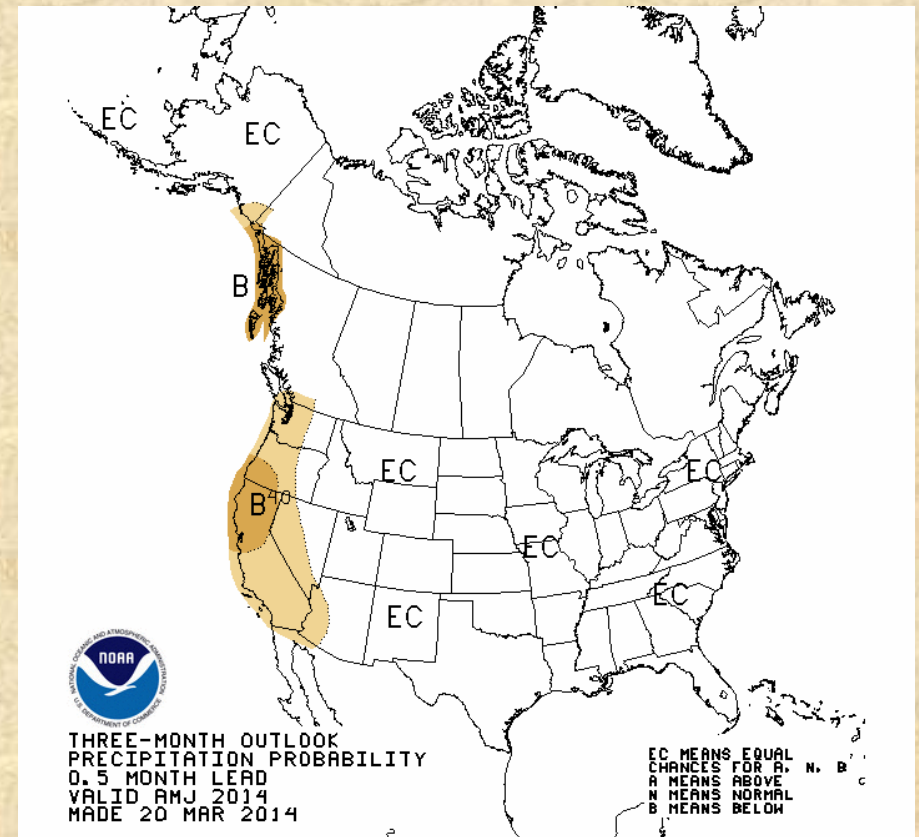 EC
EC
B
EC
EC
B40
EC
EC
EC
NATIONAL OCEANIC AND ATMOSPHERIC ADMINISTRATION
NOAA
U.S. DEPARTMENT OF COMMERCE
THREE-MONTH OUTLOOK
PRECIPITATION PROBABILITY
0.5 MONTH LEAD
VALID AMJ 2014
MADE 20 MAR 2014
EC MEANS EQUAL
CHANCES FOR A, N, B
A MEANS ABOVE
N MEANS NORMAL
B MEANS BELOW